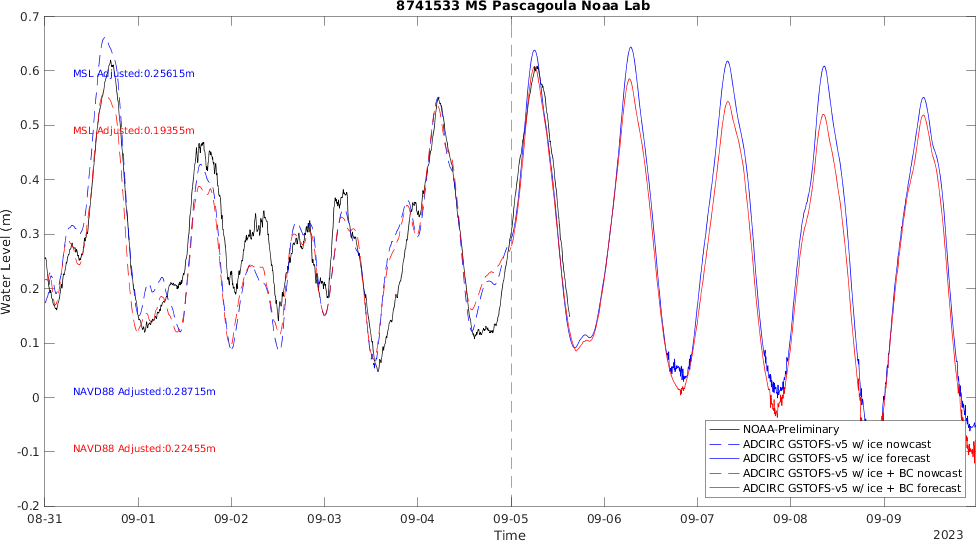 8741533 MS Pascagoula Noaa Lab
0.7
0.6
0.5
0.4
0.3
0.2
0.1
0
-0.1
-0.2
Water Level (m)
MSL Adjusted:0.25615m
MSL Adjusted:0.19355m
NAVD88 Adjusted:0.28715m
NAVD88 Adjusted:0.22455m
NOAA-Preliminary
ADCIRC GSTOFS-v5 w/ ice nowcast
ADCIRC GSTOFS-v5 w/ ice forecast
ADCIRC GSTOFS-v5 w/ ice + BC nowcast
ADCIRC GSTOFS-v5 w/ ice + BC forecast
08-31 09-01 09-02 09-03 09-04 09-05 09-06 09-07 09-08 09-09
Time
2023